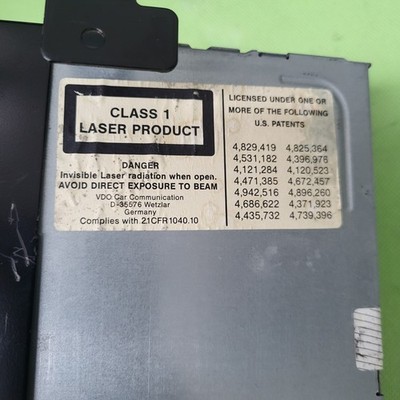 CLASS 1
LASER PRODUCT
DANGER
Invisible Laser radiation when open.
AVOID DIRECT EXPOSURE TO BEAM
VDO Car Communication
D-35576 Wetzlar
Germany
Complies with 21CFR1040.10
LICENSED UNDER ONE OR
MORE OF THE FOLLOWING
U.S. PATENTS
4,829,419 4,825,364
4,531,182 4,396,978
4,121,284 4,120,523
4,471,385 4,672,457
4,942,516 4,896,260
4,686,622 4,371,923
4,435,732 4,739,396